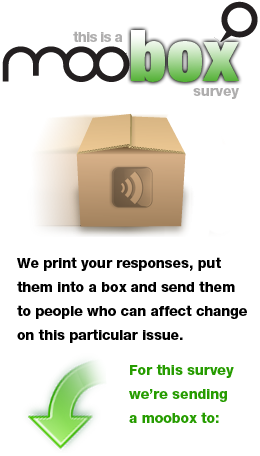 this is a
moobox
survey
We print your responses, put
them into a box and send them
to people who can affect change
on this particular issue.
For this survey
we're sending
a moobox to: